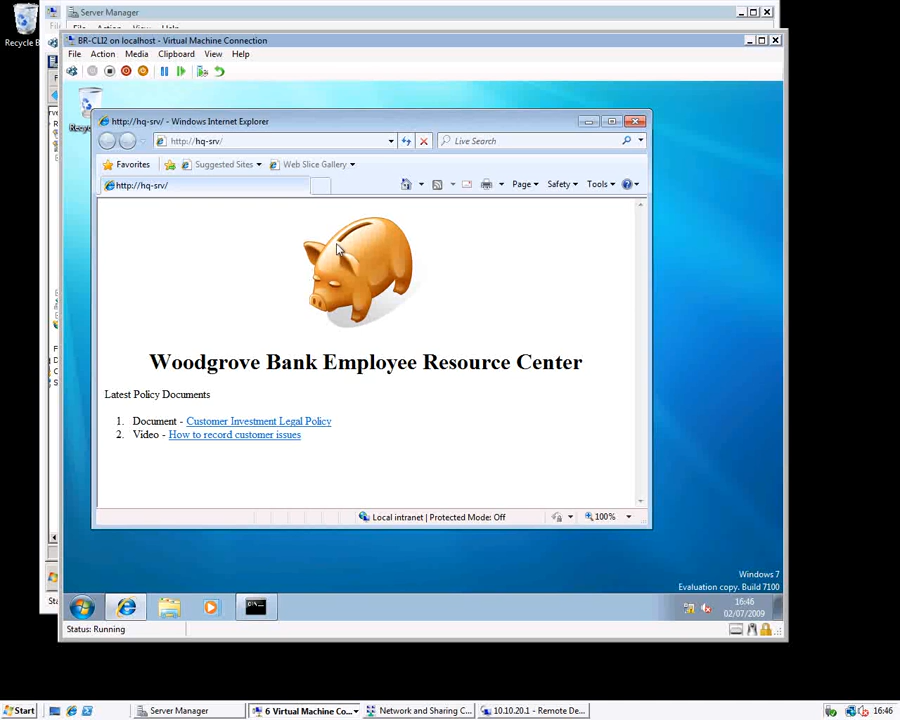 Server Manager
BR-CLI2 on localhost - Virtual Machine Connection
File Action Media Clipboard View Help
http://hq-srv/ - Windows Internet Explorer
http://hq-srv/
Live Search
Favorites
Suggested Sites
Web Slice Gallery
http://hq-srv/
Page
Safety
Tools
Woodgrove Bank Employee Resource Center
Latest Policy Documents
1. Document - Customer Investment Legal Policy
2. Video - How to record customer issues
Local intranet | Protected Mode: Off
100%
Windows 7
Evaluation copy. Build 7100
16:46
02/07/2009
Status: Running
Start
Server Manager
6 Virtual Machine Co...
Network and Sharing C...
10.10.20.1 - Remote De...
16:46